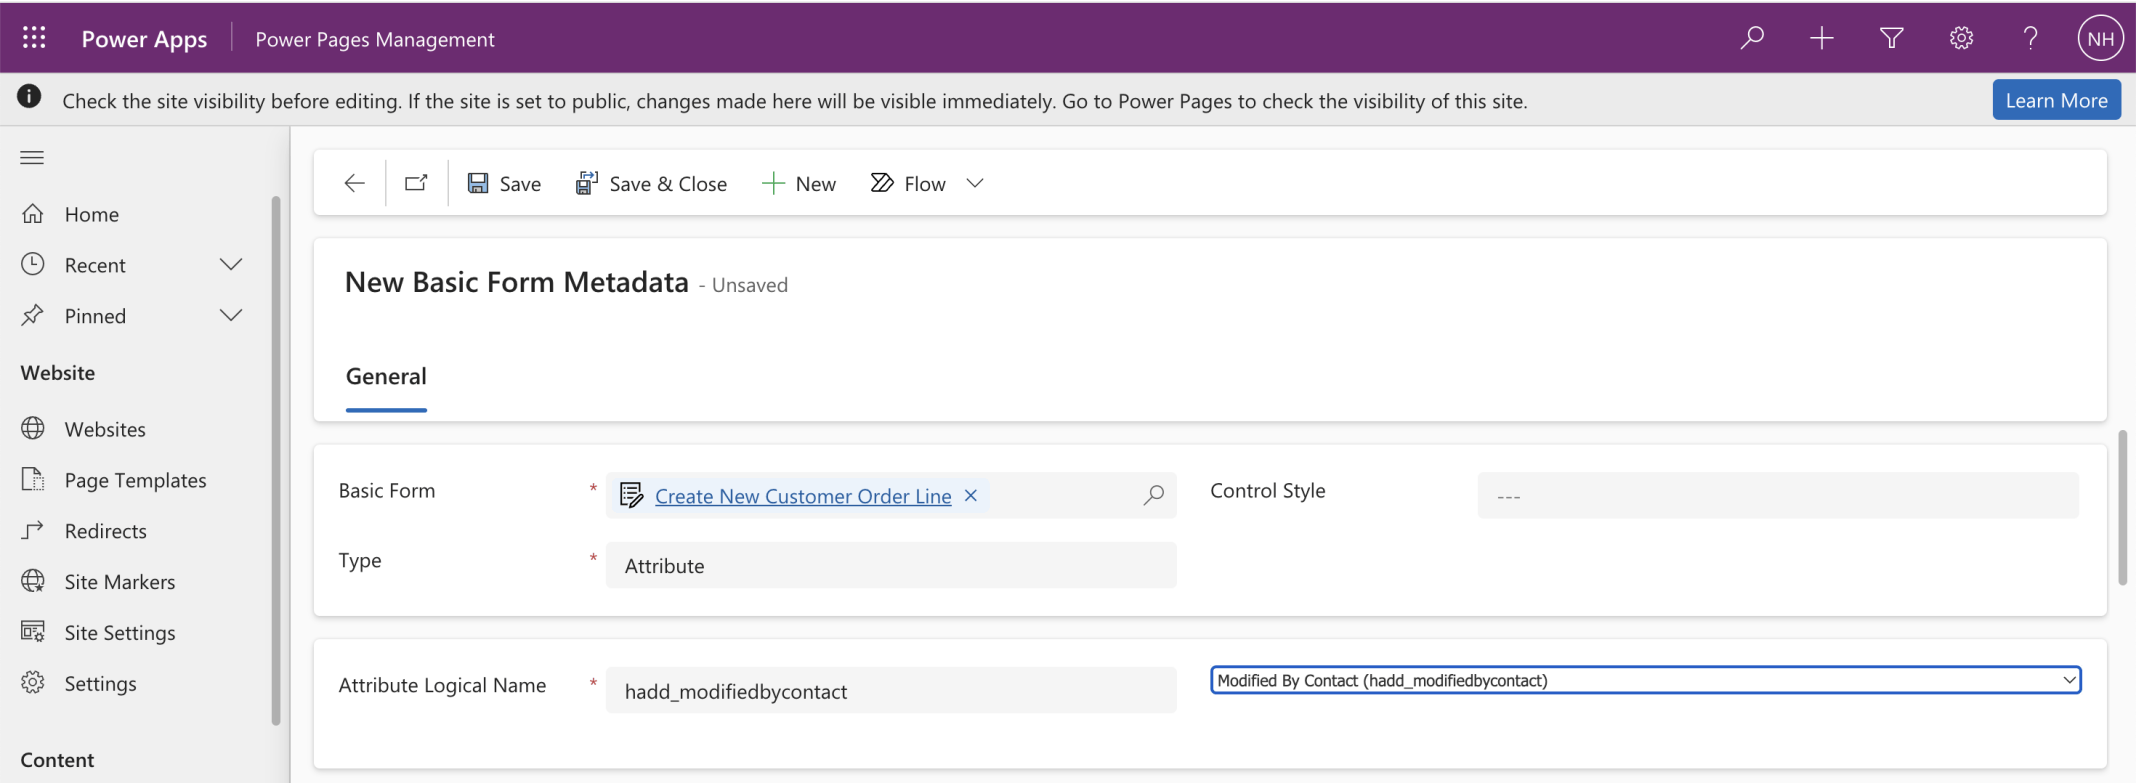 Power Apps
Power Pages Management
NH
Check the site visibility before editing. If the site is set to public, changes made here will be visible immediately. Go to Power Pages to check the visibility of this site.
Learn More
Home
Recent
Pinned
Website
Websites
Page Templates
Redirects
Site Markers
Site Settings
Settings
Content
Save
Save & Close
New
Flow
New Basic Form Metadata - Unsaved
General
Basic Form * Create New Customer Order Line
Control Style ---
Type * Attribute
Attribute Logical Name * hadd_modifiedbycontact
Modified By Contact (hadd_modifiedbycontact)